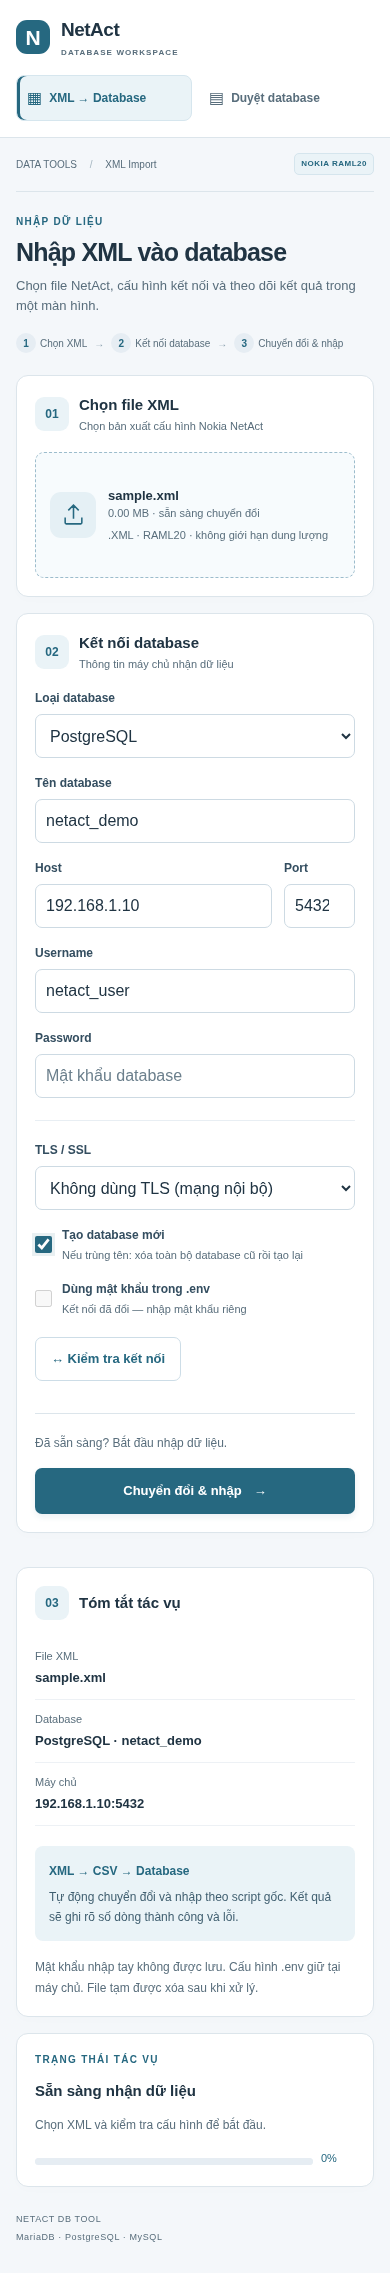 N NetAct
DATABASE WORKSPACE
XML → Database
Duyệt database
DATA TOOLS / XML Import
NOKIA RAML20
NHẬP DỮ LIỆU
Nhập XML vào database
Chọn file NetAct, cấu hình kết nối và theo dõi kết quả trong
một màn hình.
1 Chọn XML → 2 Kết nối database → 3 Chuyển đổi & nhập
01 Chọn file XML
Chọn bản xuất cấu hình Nokia NetAct
sample.xml
0.00 MB · sẵn sàng chuyển đổi
.XML · RAML20 · không giới hạn dung lượng
02 Kết nối database
Thông tin máy chủ nhận dữ liệu
Loại database
PostgreSQL
Tên database
netact_demo
Host Port
192.168.1.10 5432
Username
netact_user
Password
Mật khẩu database
TLS / SSL
Không dùng TLS (mạng nội bộ)
Tạo database mới
Nếu trùng tên: xóa toàn bộ database cũ rồi tạo lại
Dùng mật khẩu trong .env
Kết nối đã đổi — nhập mật khẩu riêng
↔ Kiểm tra kết nối
Đã sẵn sàng? Bắt đầu nhập dữ liệu.
Chuyển đổi & nhập →
03 Tóm tắt tác vụ
File XML
sample.xml
Database
PostgreSQL · netact_demo
Máy chủ
192.168.1.10:5432
XML → CSV → Database
Tự động chuyển đổi và nhập theo script gốc. Kết quả
sẽ ghi rõ số dòng thành công và lỗi.
Mật khẩu nhập tay không được lưu. Cấu hình .env giữ tại
máy chủ. File tạm được xóa sau khi xử lý.
TRẠNG THÁI TÁC VỤ
Sẵn sàng nhận dữ liệu
Chọn XML và kiểm tra cấu hình để bắt đầu.
0%
NETACT DB TOOL
MariaDB · PostgreSQL · MySQL